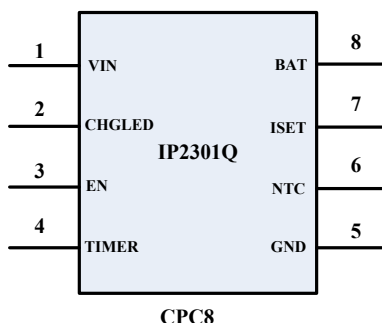 1 VIN BAT 8
2 CHGLED ISET 7
IP2301Q
3 EN NTC 6
4 TIMER GND 5
CPC8